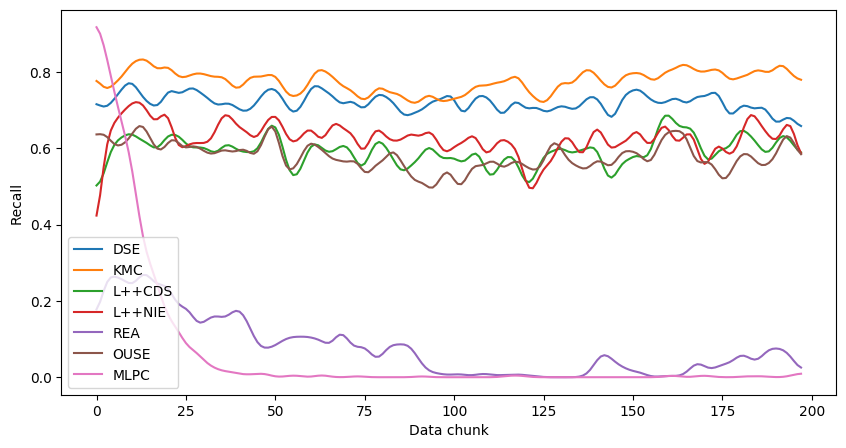 0.8
0.6
0.4
0.2
0.0
Recall
DSE
KMC
L++CDS
L++NIE
REA
OUSE
MLPC
0 25 50 75 100 125 150 175 200
Data chunk